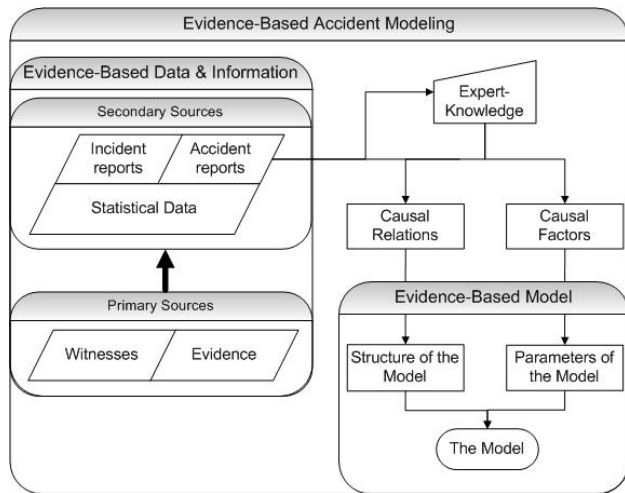 Evidence-Based Accident Modeling
Evidence-Based Data & Information
Secondary Sources
Incident
reports
Accident
reports
Statistical Data
Primary Sources
Witnesses
Evidence
Expert-
Knowledge
Causal
Relations
Causal
Factors
Evidence-Based Model
Structure of the
Model
Parameters of
the Model
The Model